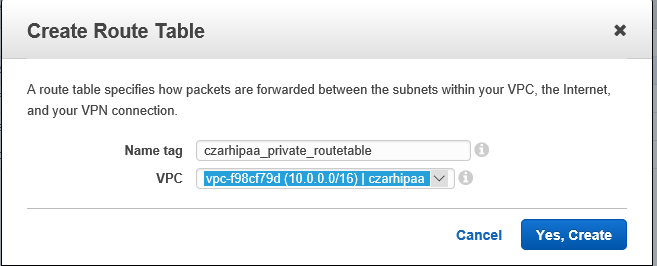 Create Route Table
A route table specifies how packets are forwarded between the subnets within your VPC, the Internet,
and your VPN connection.
Name tag czarhipaa_private_routetable
VPC vpc-f98cf79d (10.0.0.0/16) | czarhipaa
Cancel Yes, Create